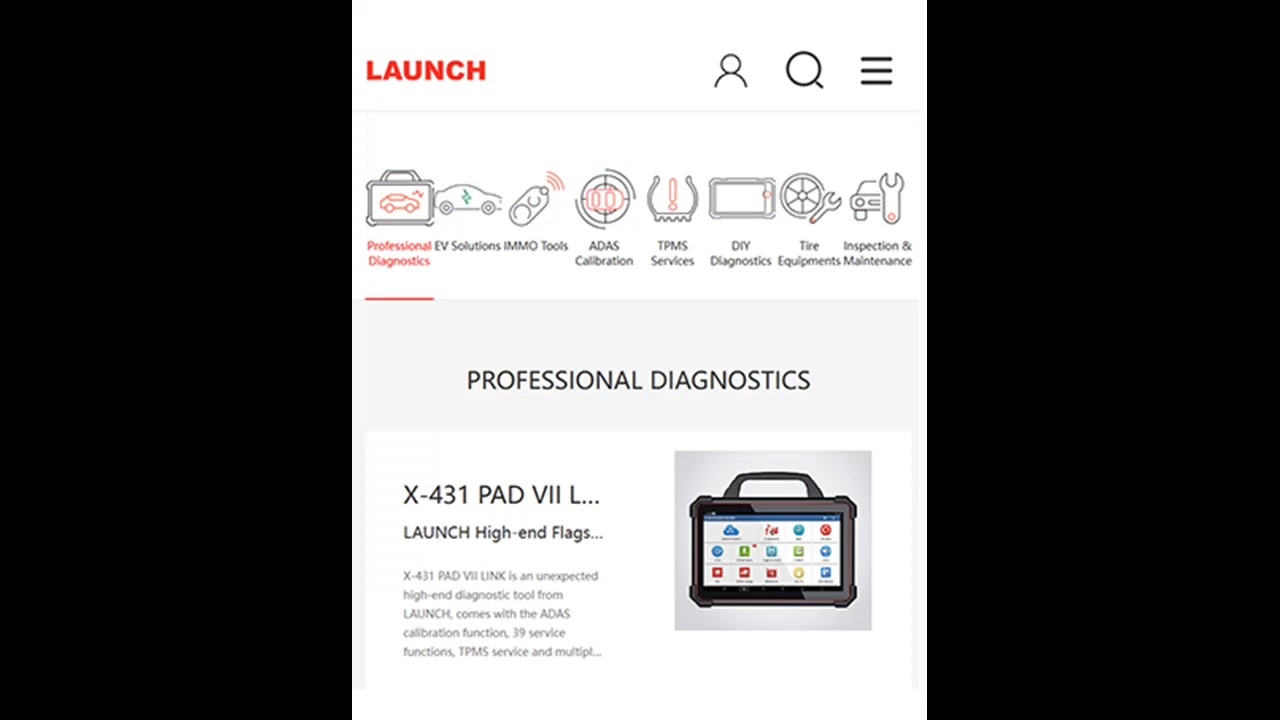 LAUNCH
Professional Diagnostics
EV Solutions
IMMO Tools
ADAS Calibration
TPMS Services
DIY Diagnostics
Tire Equipments
Inspection & Maintenance
PROFESSIONAL DIAGNOSTICS
X-431 PAD VII L...
LAUNCH High-end Flags...
X-431 PAD VII LINK is an unexpected
high-end diagnostic tool from
LAUNCH, comes with the ADAS
calibration function, 39 service
functions, TPMS service and multipl...